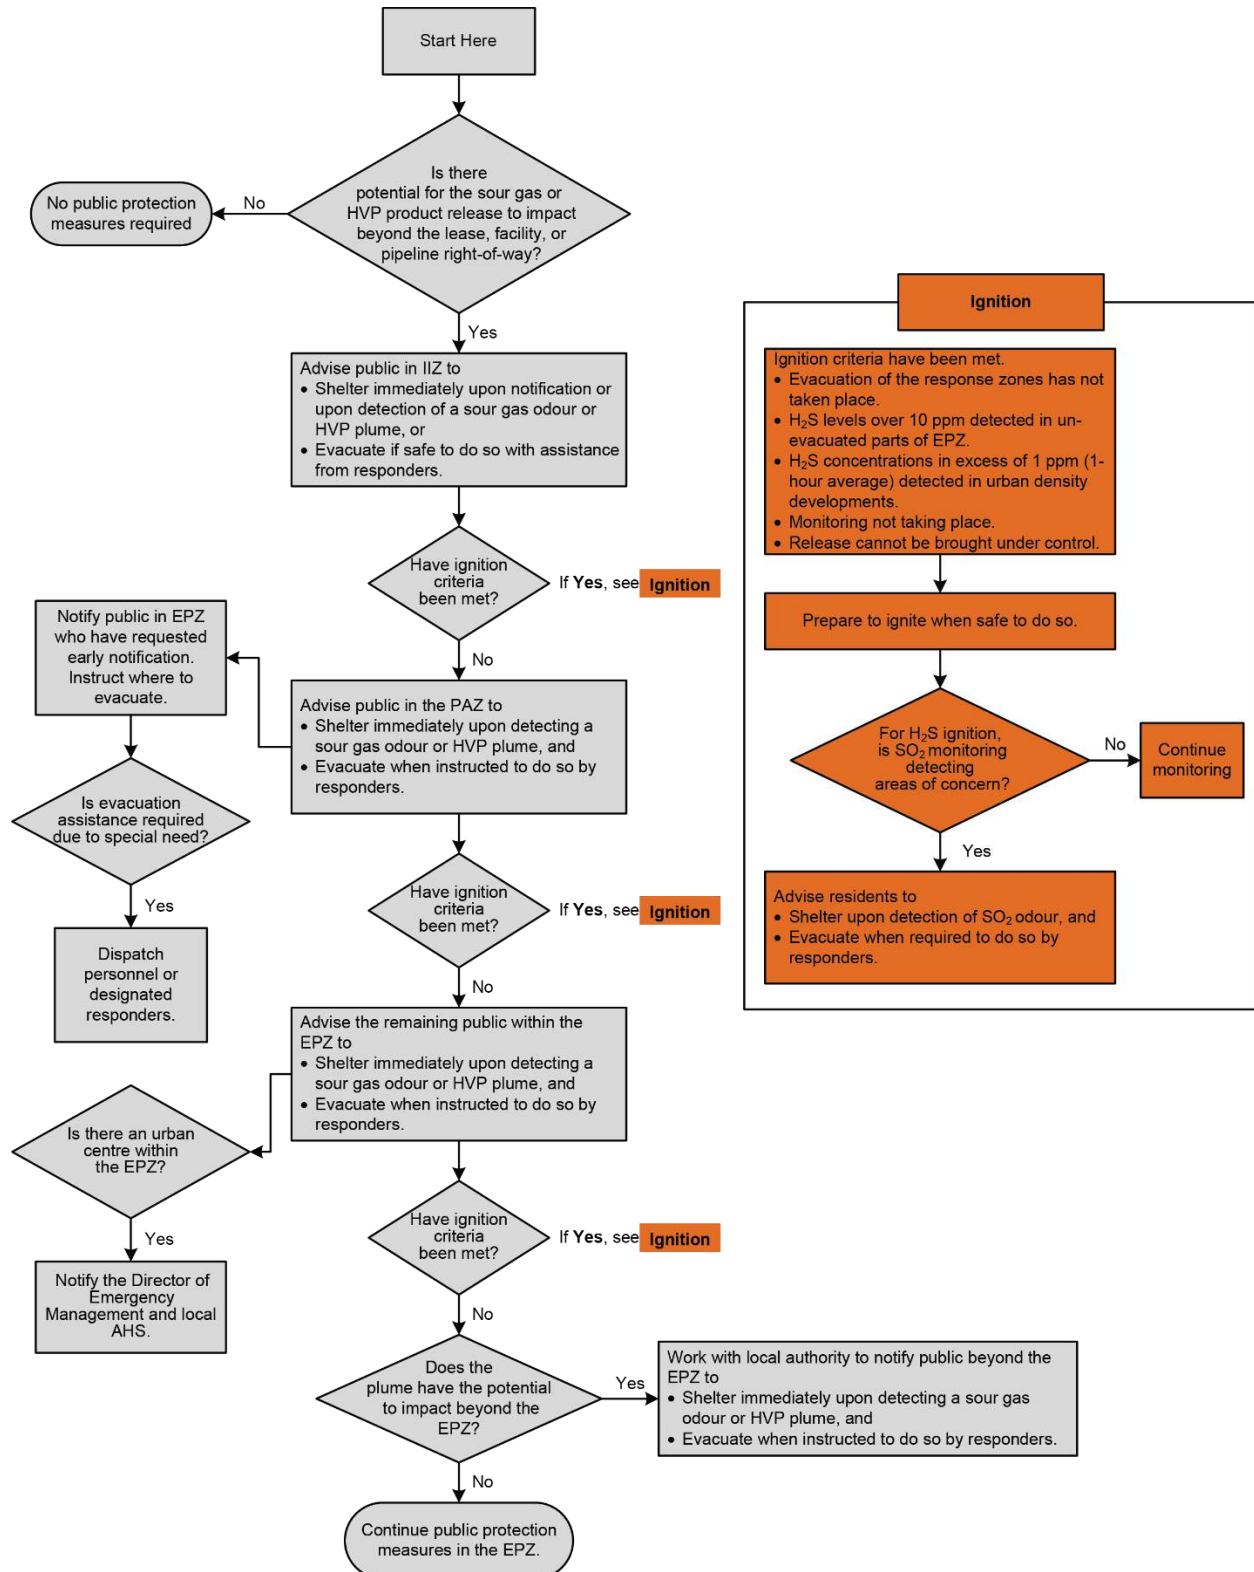 Start Here
Is there
potential for the sour gas or
HVP product release to impact
beyond the lease, facility, or
pipeline right-of-way?
No
No public protection
measures required
Yes
Advise public in IIZ to
• Shelter immediately upon notification or
upon detection of a sour gas odour or
HVP plume, or
• Evacuate if safe to do so with assistance
from responders.
Have ignition
criteria
been met?
If Yes, see Ignition
No
Advise public in the PAZ to
• Shelter immediately upon detecting a
sour gas odour or HVP plume, and
• Evacuate when instructed to do so by
responders.
Notify public in EPZ
who have requested
early notification.
Instruct where to
evacuate.
Is evacuation
assistance required
due to special need?
Yes
Dispatch
personnel or
designated
responders.
Have ignition
criteria
been met?
If Yes, see Ignition
No
Advise the remaining public within the
EPZ to
• Shelter immediately upon detecting a
sour gas odour or HVP plume, and
• Evacuate when instructed to do so by
responders.
Is there an urban
centre within
the EPZ?
Yes
Notify the Director of
Emergency
Management and local
AHS.
Have ignition
criteria
been met?
If Yes, see Ignition
No
Does the
plume have the potential
to impact beyond the
EPZ?
Yes
Work with local authority to notify public beyond the
EPZ to
• Shelter immediately upon detecting a sour gas
odour or HVP plume, and
• Evacuate when instructed to do so by responders.
No
Continue public protection
measures in the EPZ.
Ignition
Ignition criteria have been met.
• Evacuation of the response zones has not
taken place.
• H₂S levels over 10 ppm detected in un-
evacuated parts of EPZ.
• H₂S concentrations in excess of 1 ppm (1-
hour average) detected in urban density
developments.
• Monitoring not taking place.
• Release cannot be brought under control.
Prepare to ignite when safe to do so.
For H₂S ignition,
is SO₂ monitoring
detecting
areas of concern?
No
Continue
monitoring
Yes
Advise residents to
• Shelter upon detection of SO₂ odour, and
• Evacuate when required to do so by
responders.